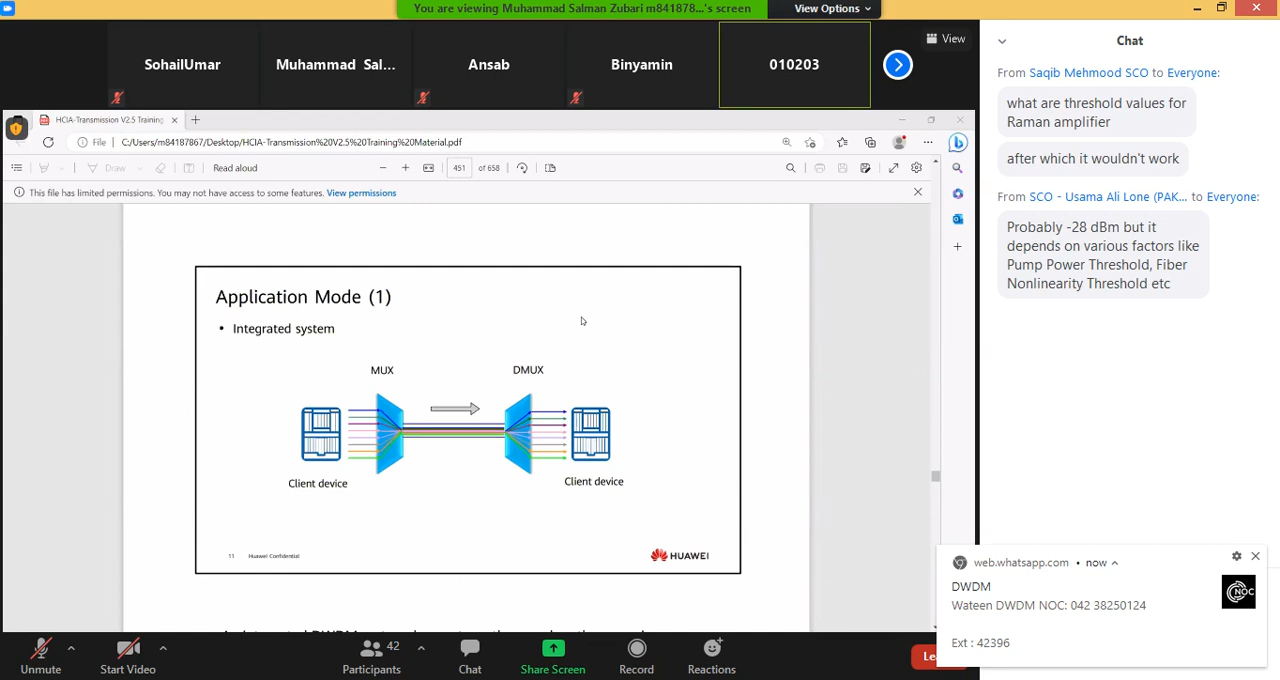 You are viewing Muhammad Salman Zubari m841878...'s screen
View Options
SohailUmar
Muhammad Sal...
Ansab
Binyamin
010203
View
HCIA-Transmission V2.5 Training
File
C:/Users/m84187867/Desktop/HCIA-Transmission%20V2.5%20Training%20Material.pdf
Draw
Read aloud
451
of 658
This file has limited permissions. You may not have access to some features. View permissions
Application Mode (1)
• Integrated system
MUX
DMUX
Client device
Client device
11
Huawei Confidential
HUAWEI
Chat
From Saqib Mehmood SCO to Everyone:
what are threshold values for
Raman amplifier
after which it wouldn't work
From SCO - Usama Ali Lone (PAK... to Everyone:
Probably -28 dBm but it
depends on various factors like
Pump Power Threshold, Fiber
Nonlinearity Threshold etc
web.whatsapp.com • now
DWDM
Wateen DWDM NOC: 042 38250124
Ext : 42396
NOC
Unmute
Start Video
42
Participants
Chat
Share Screen
Record
Reactions
Le